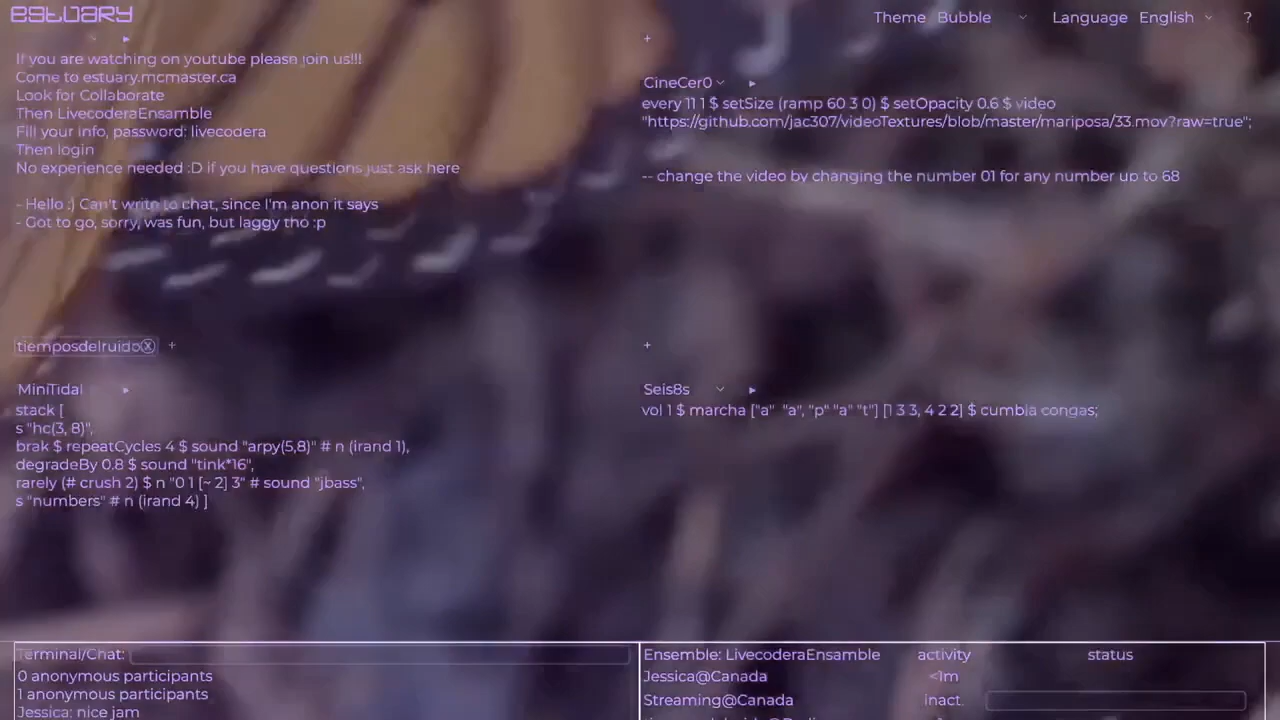 estuary
Theme Bubble Language English ?
If you are watching on youtube please join us!!!
Come to estuary.mcmaster.ca
Look for Collaborate
Then LivecoderaEnsamble
Fill your info, password: livecodera
Then login
No experience needed :D if you have questions just ask here
- Hello :) Can't write to chat, since I'm anon it says
- Got to go, sorry, was fun, but laggy tho :p
+
CineCer0
every 11 1 $ setSize (ramp 60 3 0) $ setOpacity 0.6 $ video
"https://github.com/jac307/videoTextures/blob/master/mariposa/33.mov?raw=true";
-- change the video by changing the number 01 for any number up to 68
tiemposdelruido ⓧ +
MiniTidal
stack [
s "hc(3, 8)",
brak $ repeatCycles 4 $ sound "arpy(5,8)" # n (irand 1),
degradeBy 0.8 $ sound "tink*16",
rarely (# crush 2) $ n "0 1 [~ 2] 3" # sound "jbass",
s "numbers" # n (irand 4) ]
+
Seis8s
vol 1 $ marcha ["a" "a", "p" "a" "t"] [1 3 3, 4 2 2] $ cumbia congas;
Terminal/Chat:
0 anonymous participants
1 anonymous participants
Jessica: nice jam
Ensemble: LivecoderaEnsamble activity status
Jessica@Canada <1m
Streaming@Canada inact.